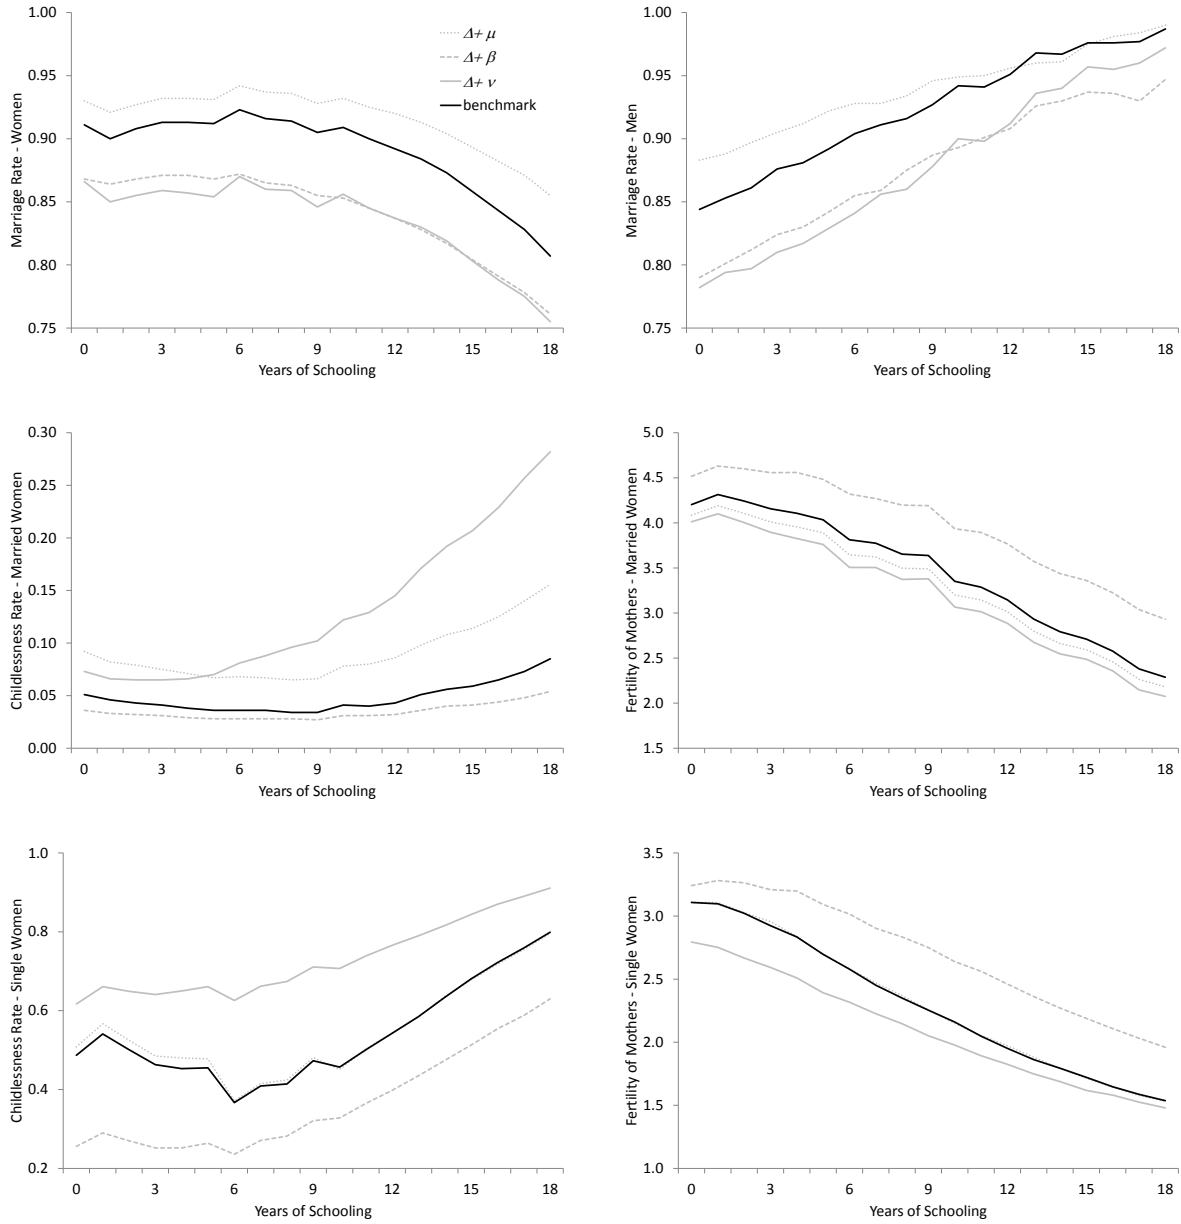 1.00
0.95
0.90
0.85
0.80
0.75
Marriage Rate - Women
0 3 6 9 12 15 18
Years of Schooling
Δ+ μ
Δ+ β
Δ+ ν
benchmark
1.00
0.95
0.90
0.85
0.80
0.75
Marriage Rate - Men
0 3 6 9 12 15 18
Years of Schooling
0.30
0.25
0.20
0.15
0.10
0.05
0.00
Childlessness Rate - Married Women
0 3 6 9 12 15 18
Years of Schooling
5.0
4.5
4.0
3.5
3.0
2.5
2.0
1.5
Fertility of Mothers - Married Women
0 3 6 9 12 15 18
Years of Schooling
1.0
0.8
0.6
0.4
0.2
Childlessness Rate - Single Women
0 3 6 9 12 15 18
Years of Schooling
3.5
3.0
2.5
2.0
1.5
1.0
Fertility of Mothers - Single Women
0 3 6 9 12 15 18
Years of Schooling